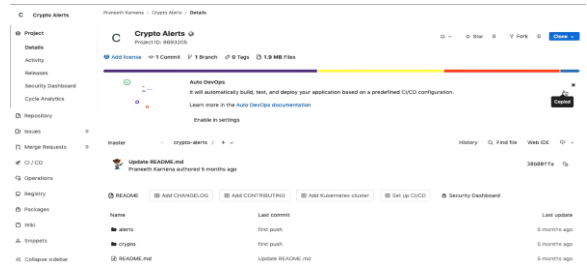 C Crypto Alerts
Praneeth Kamena > Crypto Alerts > Details
Project
Details
Activity
Releases
Security Dashboard
Cycle Analytics
Repository
Issues 0
Merge Requests 0
CI / CD
Operations
Registry
Packages
Wiki
Snippets
Collapse sidebar
C Crypto Alerts
Project ID: 8693205
Star 0 Fork 0 Clone
Add license 1 Commit 1 Branch 0 Tags 1.9 MB Files
Auto DevOps
It will automatically build, test, and deploy your application based on a predefined CI/CD configuration.
Learn more in the Auto DevOps documentation
Enable in settings
Copied
master crypto-alerts / + History Find file Web IDE
Update README.md
Praneeth Kamena authored 5 months ago
README Add CHANGELOG Add CONTRIBUTING Add Kubernetes cluster Set up CI/CD Security Dashboard
Name Last commit Last update
alerts first push 5 months ago
crypto first push 5 months ago
README.md Update README.md 5 months ago